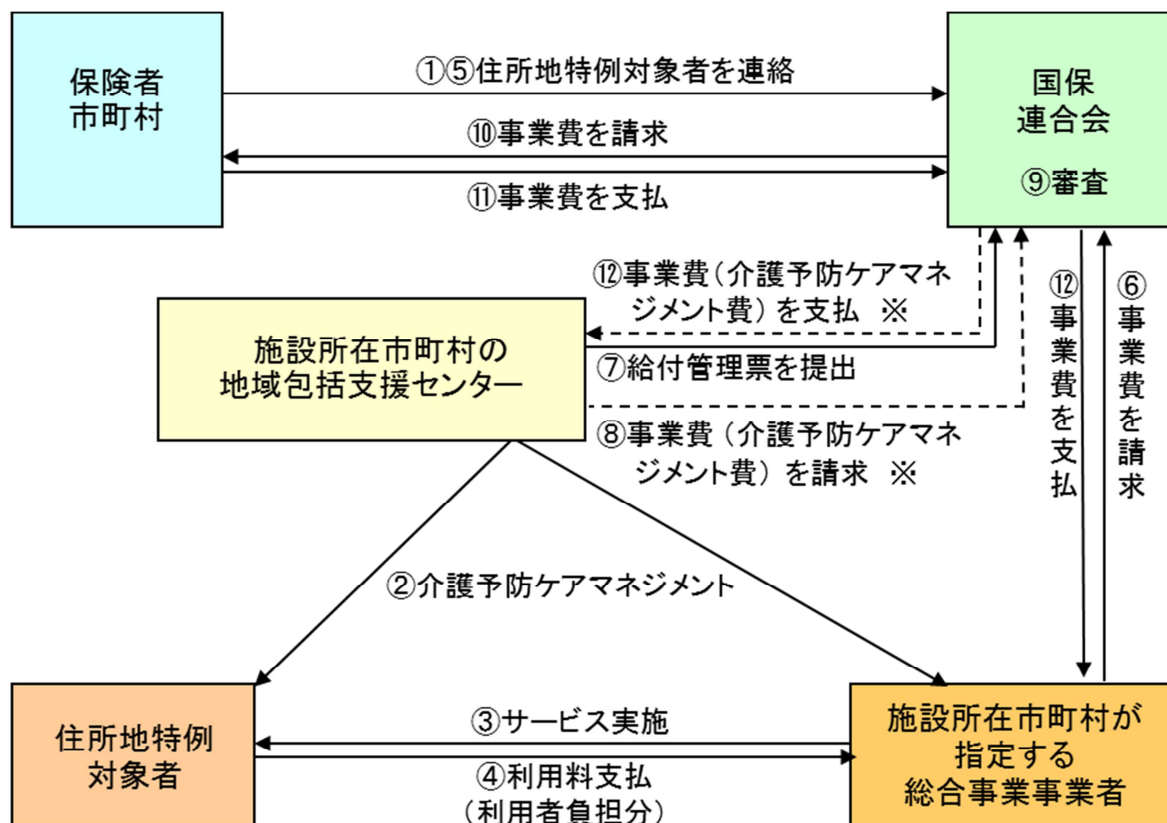 保険者
市町村
①⑤住所地特例対象者を連絡
⑩事業費を請求
⑪事業費を支払
国保
連合会
⑨審査
⑫事業費（介護予防ケアマネ
ジメント費）を支払 ※
⑦給付管理票を提出
⑧事業費（介護予防ケアマネ
ジメント費）を請求 ※
施設所在市町村の
地域包括支援センター
⑫事業費を支払
⑥事業費を請求
②介護予防ケアマネジメント
住所地特例
対象者
③サービス実施
④利用料支払
（利用者負担分）
施設所在市町村が
指定する
総合事業事業者